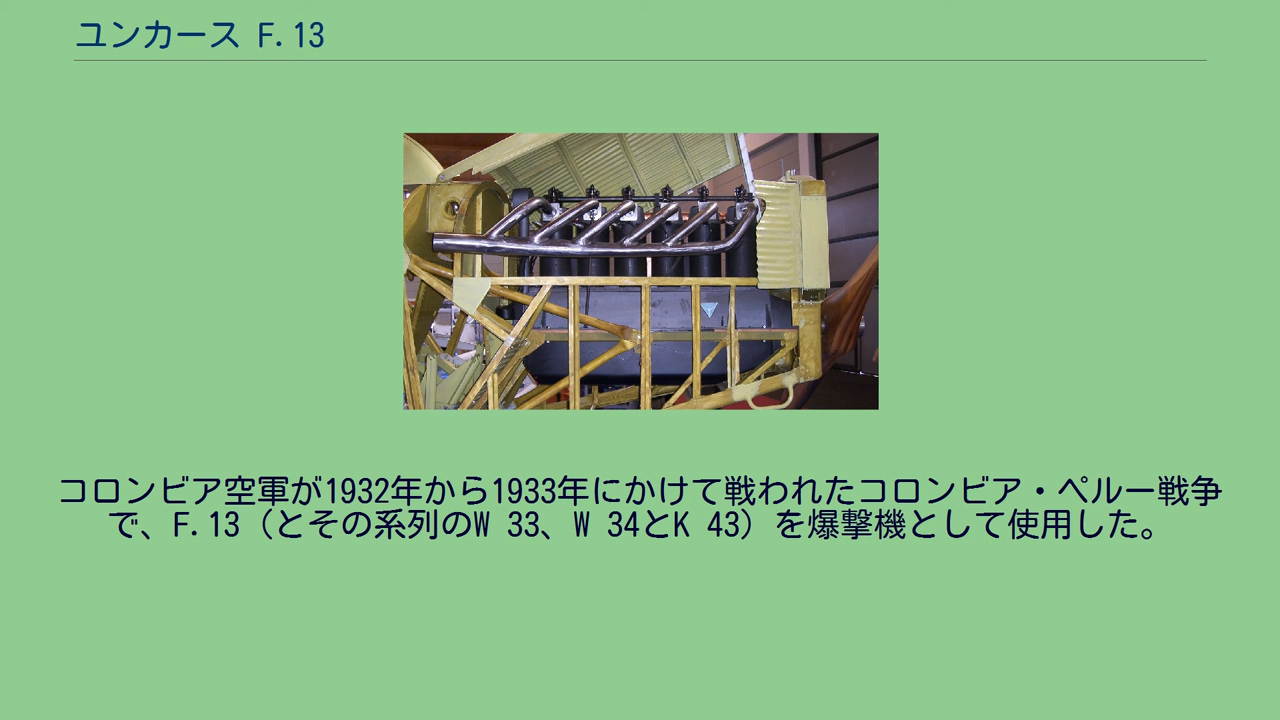 ユンカース F.13
コロンビア空軍が1932年から1933年にかけて戦われたコロンビア・ペルー戦争
で、F.13（とその系列のW 33、W 34とK 43）を爆撃機として使用した。